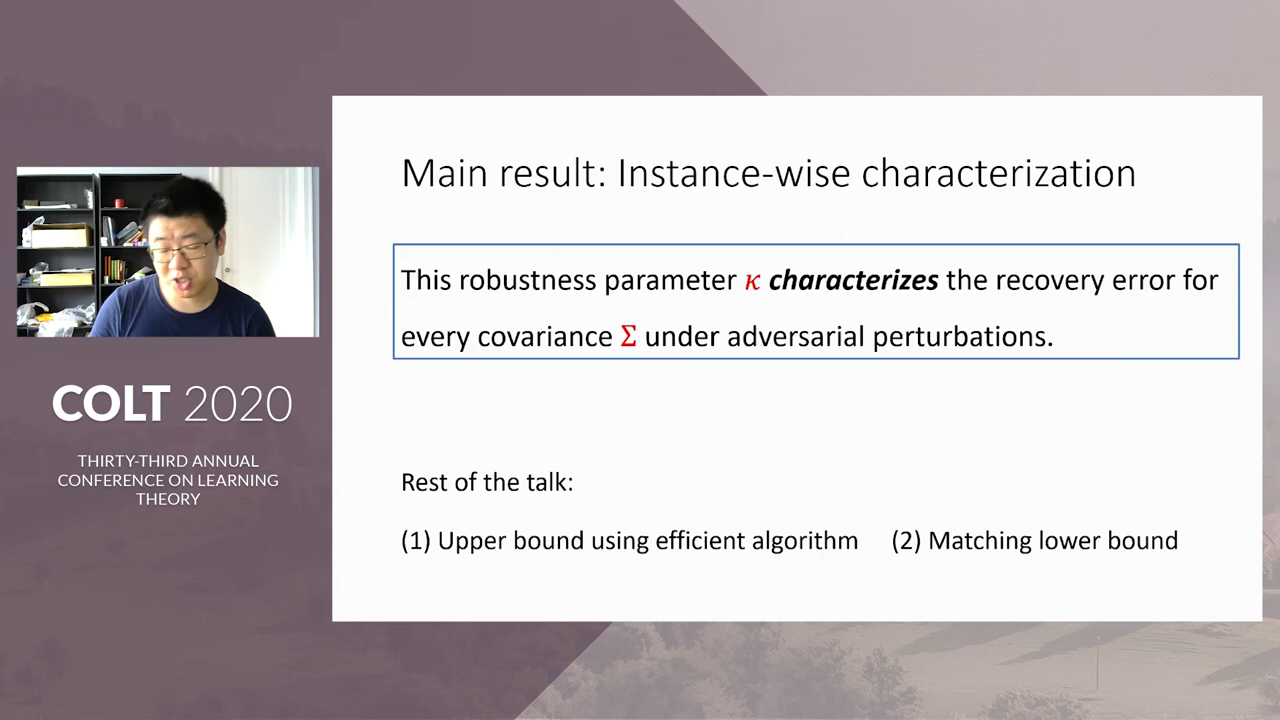 Main result: Instance-wise characterization
This robustness parameter κ characterizes the recovery error for
every covariance Σ under adversarial perturbations.
Rest of the talk:
(1) Upper bound using efficient algorithm (2) Matching lower bound
COLT 2020
THIRTY-THIRD ANNUAL
CONFERENCE ON LEARNING
THEORY